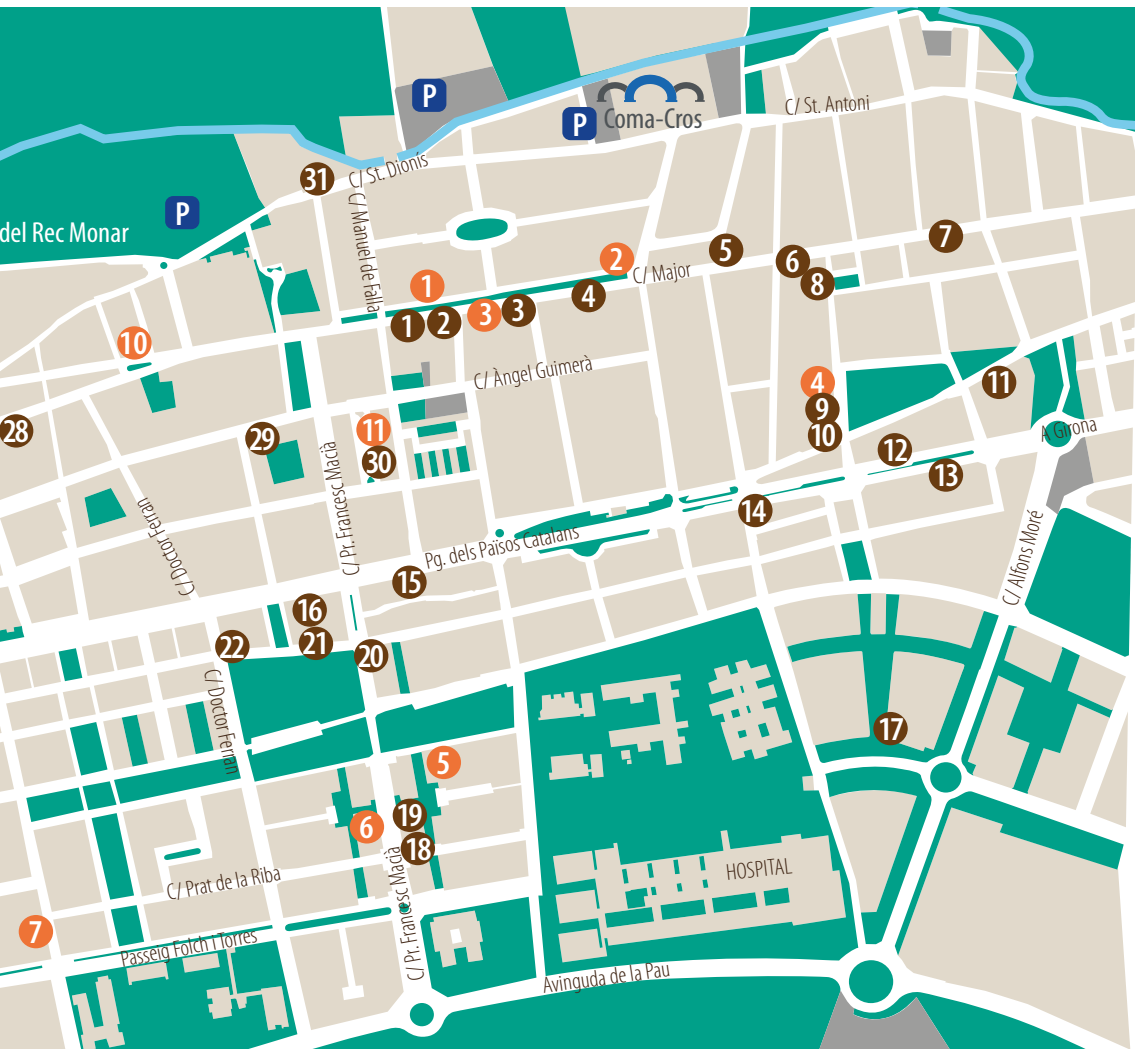 P
P
Coma-Cros
C/ St. Antoni
C/ St. Dionís
31
P
C/ Manuel de Falla
del Rec Monar
7
5
2
6
C/ Major
8
1
4
3
3
1
2
10
C/ Àngel Guimerà
4
11
9
28
11
29
10
A Girona
30
12
13
C/ Pr. Francesc Macià
14
C/ Doctor Ferran
Pg. dels Països Catalans
C/ Alfons Moré
15
16
21
22
20
C/ Doctor Ferran
17
5
19
6
18
HOSPITAL
C/ Prat de la Riba
C/ Pr. Francesc Macià
7
Passeig Folch i Torres
Avinguda de la Pau